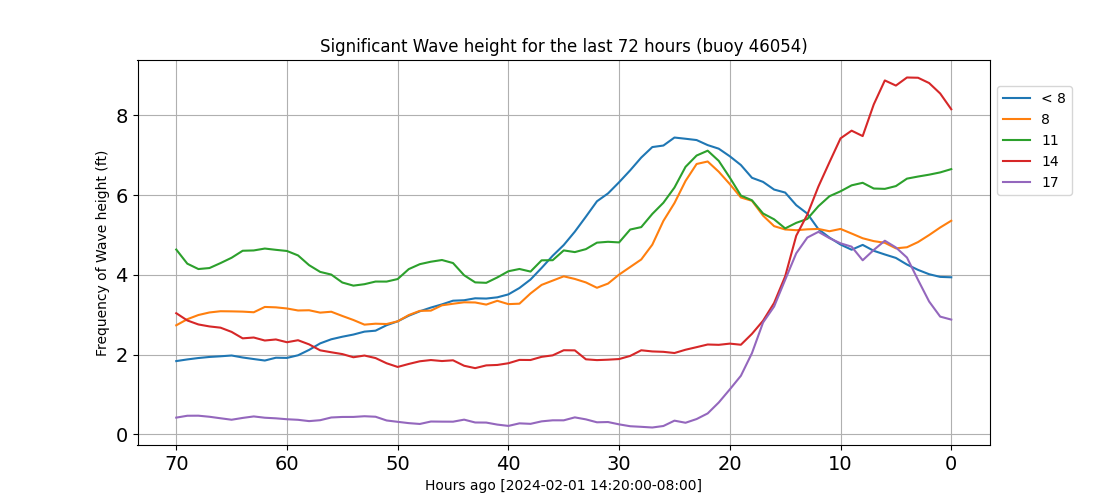 Significant Wave height for the last 72 hours (buoy 46054)
Frequency of Wave height (ft)
8
6
4
2
0
70 60 50 40 30 20 10 0
Hours ago [2024-02-01 14:20:00-08:00]
< 8
8
11
14
17